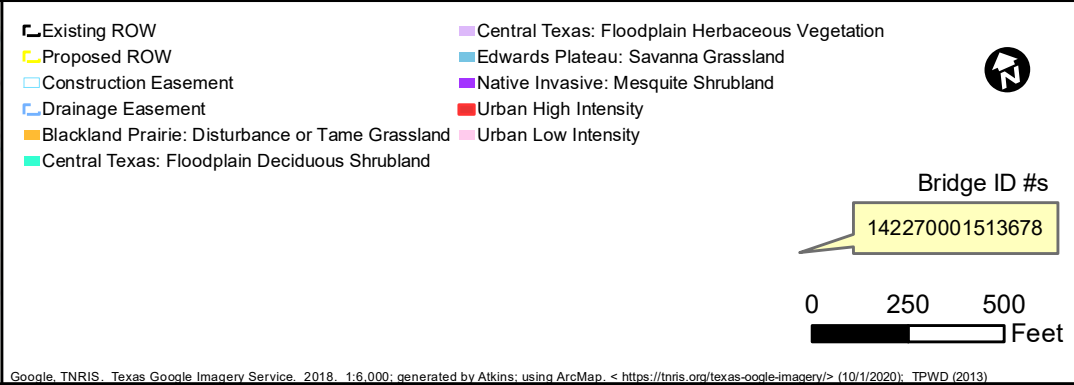 Existing ROW
Proposed ROW
Construction Easement
Drainage Easement
Blackland Prairie: Disturbance or Tame Grassland
Central Texas: Floodplain Deciduous Shrubland
Central Texas: Floodplain Herbaceous Vegetation
Edwards Plateau: Savanna Grassland
Native Invasive: Mesquite Shrubland
Urban High Intensity
Urban Low Intensity
N
Bridge ID #s
142270001513678
0 250 500
Feet
Google, TNRIS. Texas Google Imagery Service. 2018. 1:6,000; generated by Atkins; using ArcMap. < https://tnris.org/texas-oogle-imagery/> (10/1/2020); TPWD (2013)